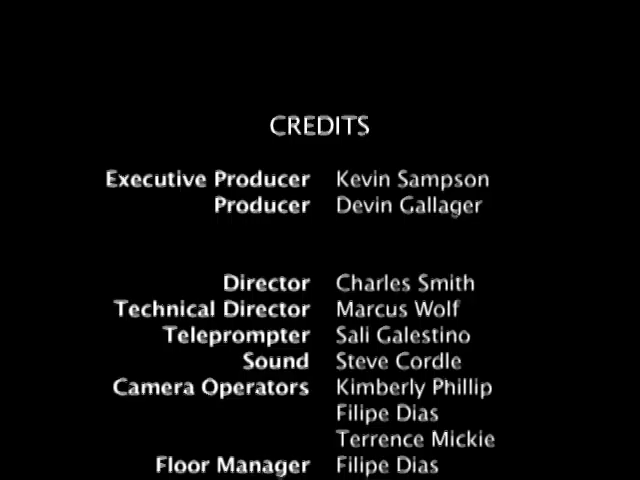 CREDITS
Executive Producer Kevin Sampson
Producer Devin Gallager
Director Charles Smith
Technical Director Marcus Wolf
Teleprompter Sali Galestino
Sound Steve Cordle
Camera Operators Kimberly Phillip
Filipe Dias
Terrence Mickie
Floor Manager Filipe Dias